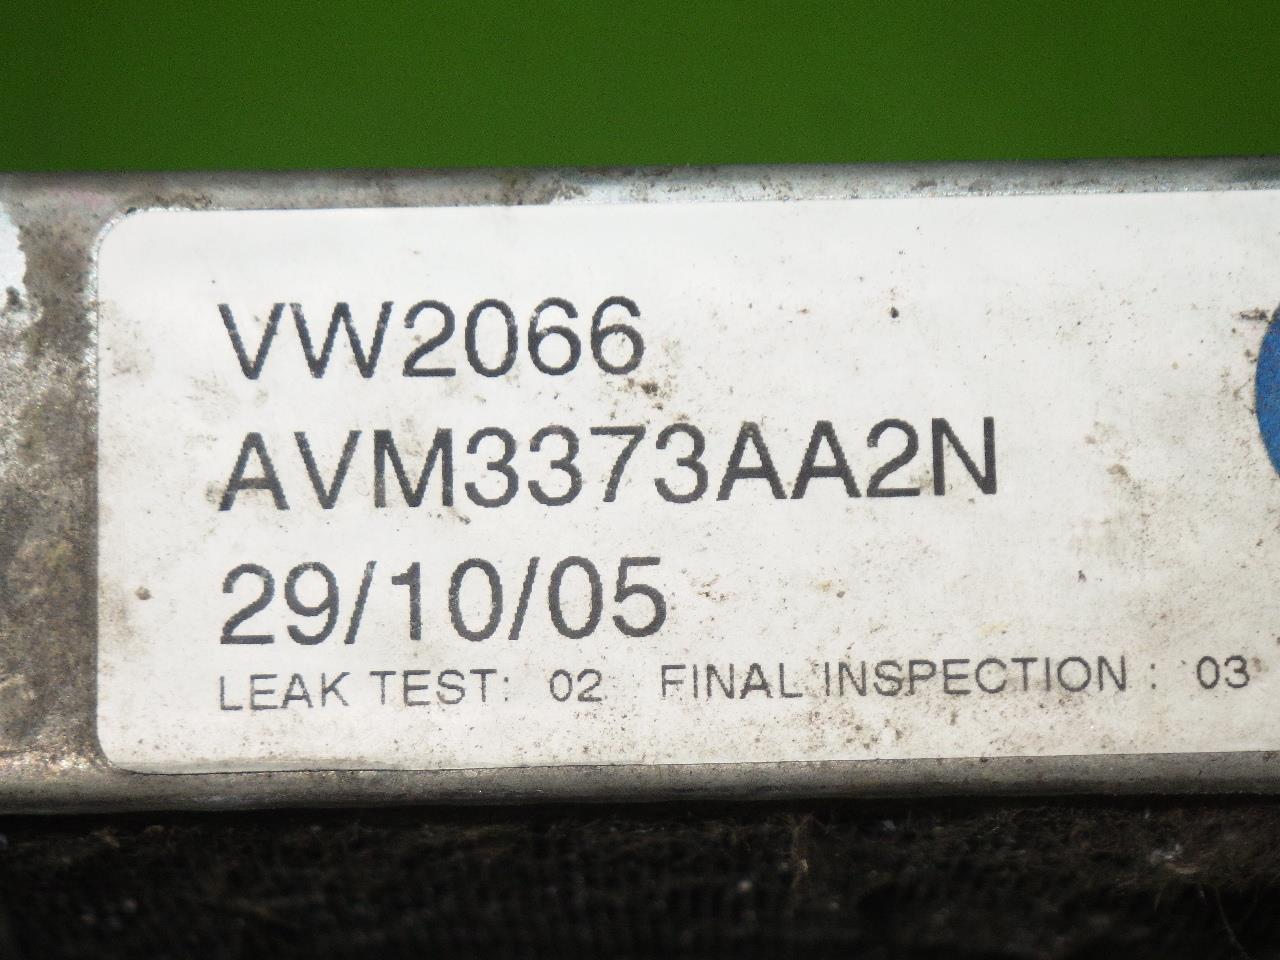 VW2066
AVM3373AA2N
29/10/05
LEAK TEST: 02 FINAL INSPECTION : 03